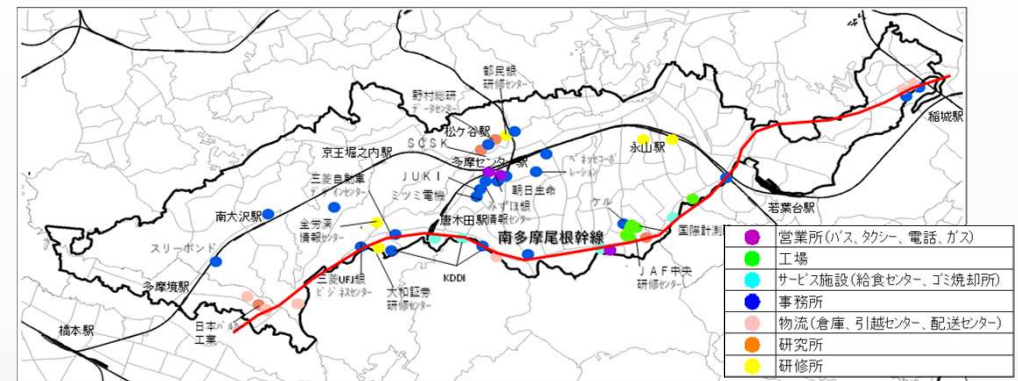 都民銀
研修センター
野村総研
データセンター
松ヶ谷駅
SCSK
多摩センター駅
京王堀之内駅
永山駅
稲城駅
ベネッセコーポ
レーション
三菱自動車
デザインセンター
JUKI
ミツミ電機
朝日生命
みずほ銀
情報センター
若葉台駅
南大沢駅
全労済
情報センター
唐木田駅
ケル
国際計測
スリーボンド
南多摩尾根幹線
多摩境駅
三菱UFJ銀
ビジネスセンター
KDDI
大和証券
研修センター
JAF中央
研修センター
橋本駅
日本パルス
工業
営業所(バス、タクシー、電話、ガス)
工場
サービス施設(給食センター、ゴミ焼却所)
事務所
物流(倉庫、引越センター、配送センター)
研究所
研修所